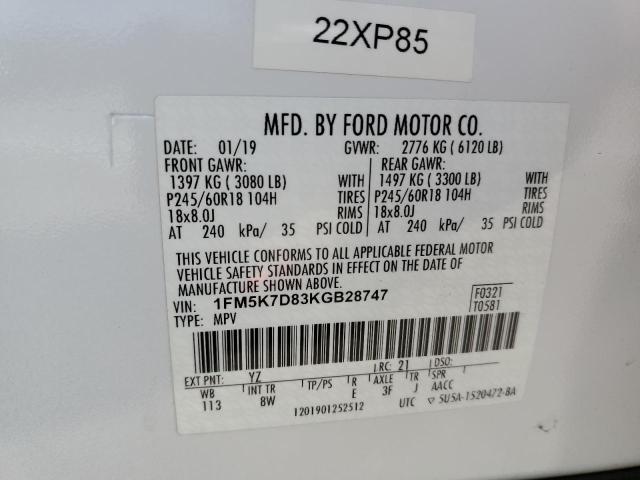 22XP85
MFD. BY FORD MOTOR CO.
DATE: 01/19 GVWR: 2776 KG ( 6120 LB)
FRONT GAWR: REAR GAWR:
1397 KG ( 3080 LB) WITH 1497 KG ( 3300 LB) WITH
P245/60R18 104H TIRES P245/60R18 104H TIRES
18x8.0J RIMS 18x8.0J RIMS
AT 240 kPa/ 35 PSI COLD AT 240 kPa/ 35 PSI COLD
THIS VEHICLE CONFORMS TO ALL APPLICABLE FEDERAL MOTOR
VEHICLE SAFETY STANDARDS IN EFFECT ON THE DATE OF
MANUFACTURE SHOWN ABOVE.
VIN: 1FM5K7D83KGB28747 F0321
TYPE: MPV T0581
EXT PNT: YZ RC: 21 DSO:
WB INT TR TP/PS R AXLE TR SPR
113 8W E 3F J AACC
1201901252512 UTC ▽ 5U5A-1520472-BA